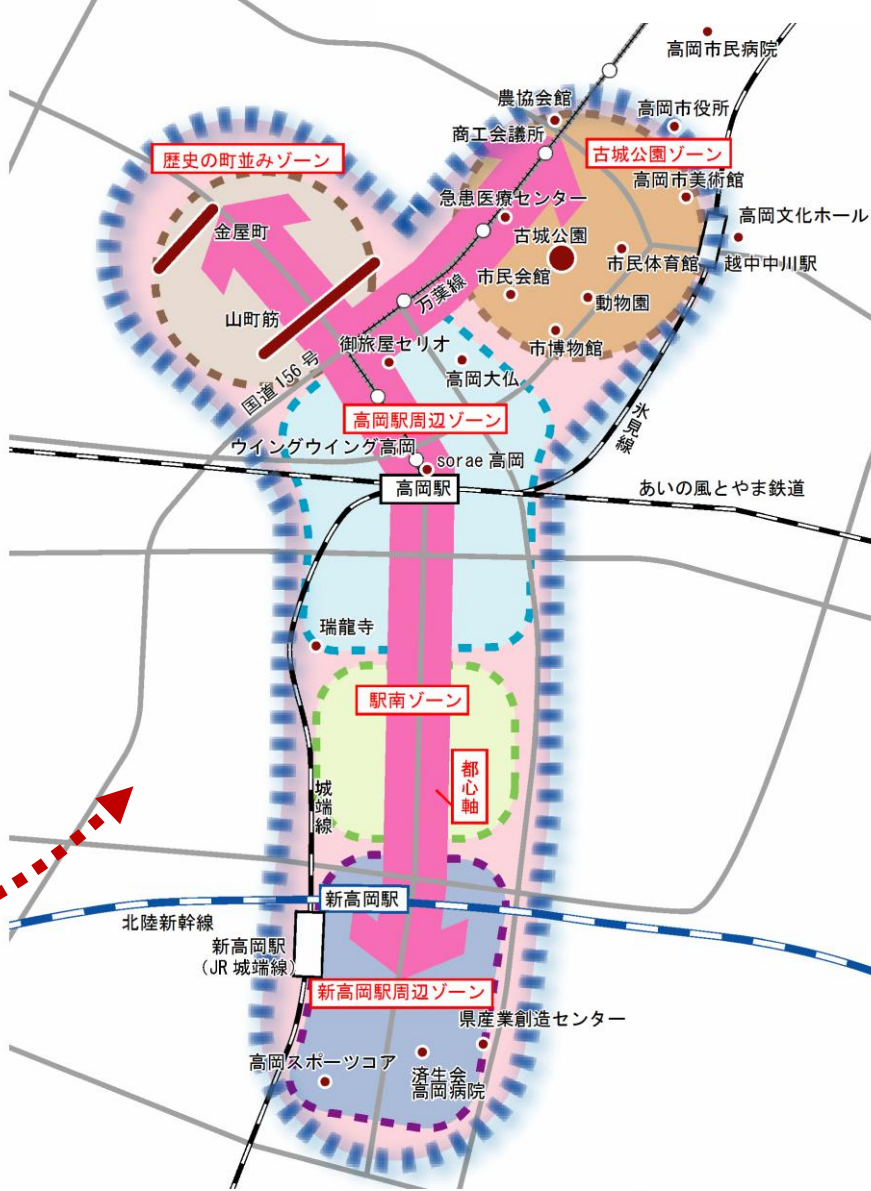 高岡市民病院
農協会館
高岡市役所
商工会議所
歴史の町並みゾーン
古城公園ゾーン
高岡市美術館
急患医療センター
高岡文化ホール
金屋町
古城公園
市民体育館
越中中川駅
市民会館
動物園
万葉線
山町筋
市博物館
御旅屋セリオ
高岡大仏
国道156号
氷見線
高岡駅周辺ゾーン
ウイングウイング高岡
sorae高岡
高岡駅
あいの風とやま鉄道
瑞龍寺
駅南ゾーン
都心軸
城端線
新高岡駅
北陸新幹線
新高岡駅
（JR城端線）
新高岡駅周辺ゾーン
県産業創造センター
高岡スポーツコア
済生会
高岡病院